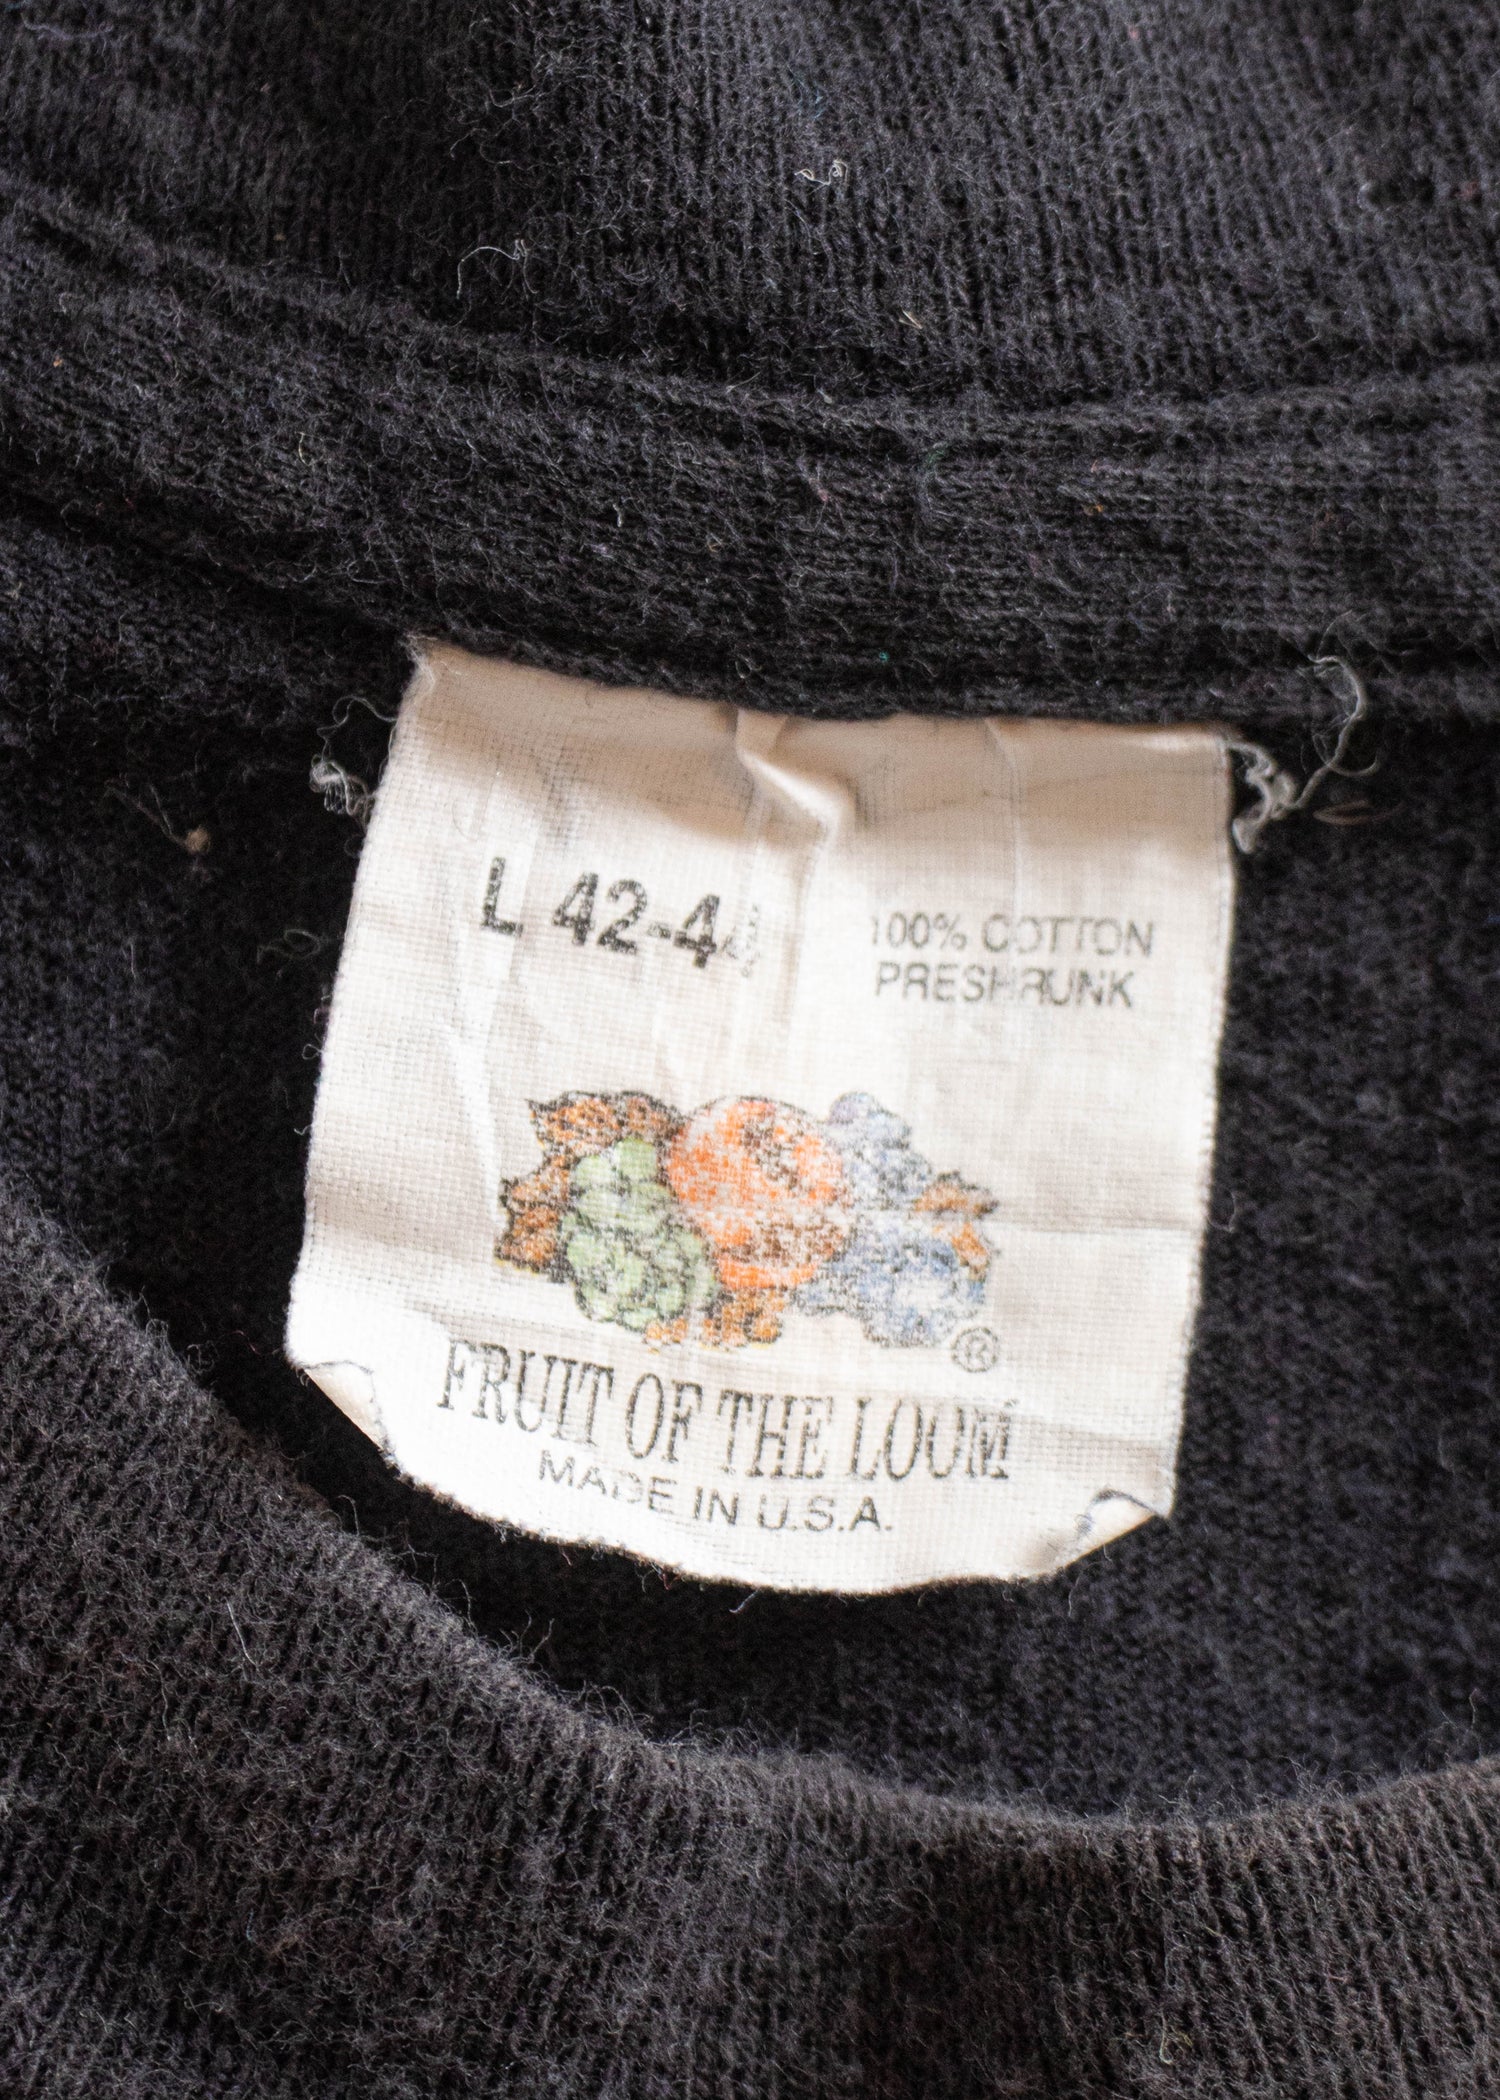 L 42-44
100% COTTON
PRESHRUNK
®
FRUIT OF THE LOOM
MADE IN U.S.A.